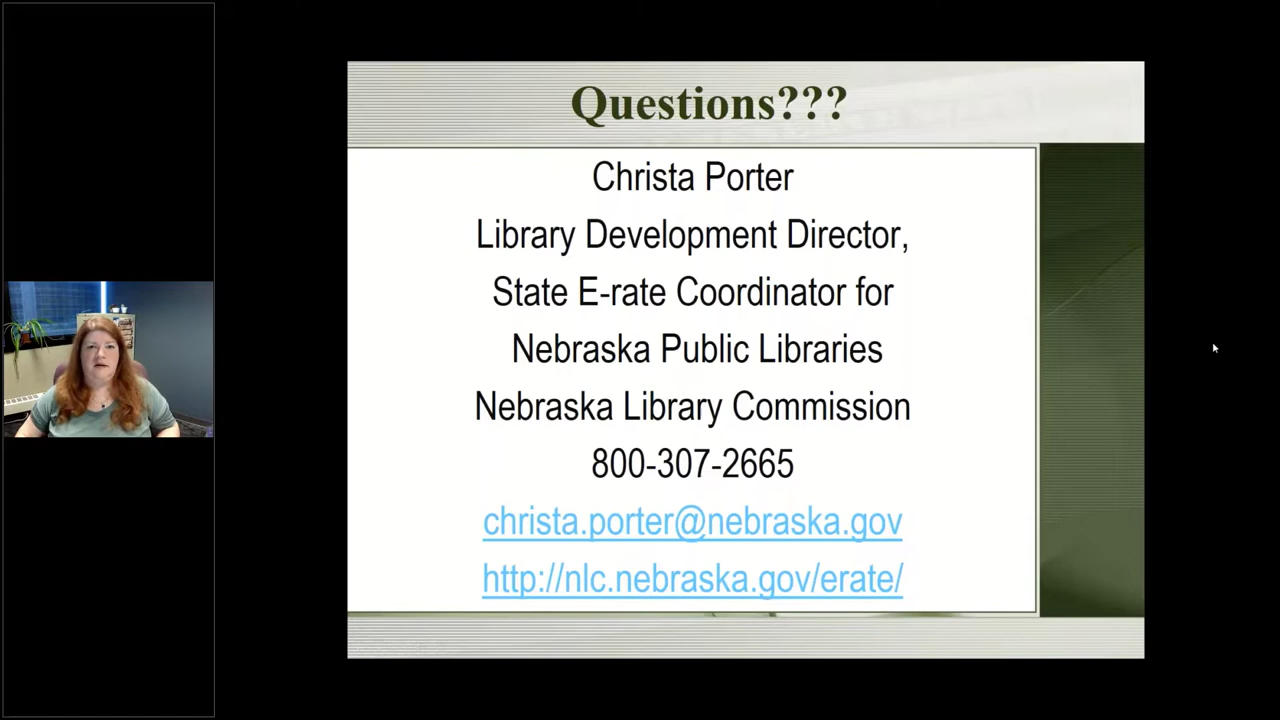 Questions???
Christa Porter
Library Development Director,
State E-rate Coordinator for
Nebraska Public Libraries
Nebraska Library Commission
800-307-2665
christa.porter@nebraska.gov
http://nlc.nebraska.gov/erate/